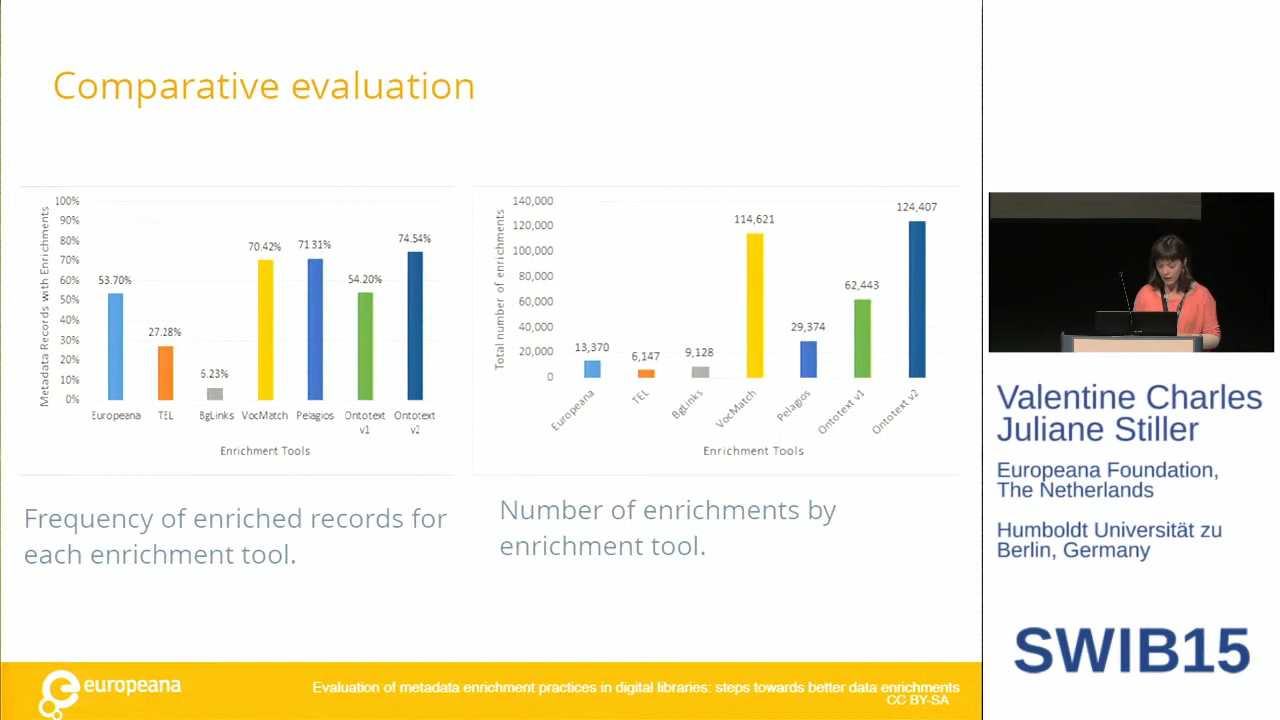 Comparative evaluation
Metadata Records with Enrichments
100%
90%
80%
70%
60%
50%
40%
30%
20%
10%
0%
53.70%
27.28%
6.23%
70.42%
71.31%
54.20%
74.54%
Europeana
TEL
BgLinks
VocMatch
Pelagios
Ontotext v1
Ontotext v2
Enrichment Tools
Total number of enrichments
140,000
120,000
100,000
80,000
60,000
40,000
20,000
0
13,370
6,147
9,128
114,621
29,374
62,443
124,407
Europeana
TEL
BgLinks
VocMatch
Pelagios
Ontotext v1
Ontotext v2
Enrichment Tools
Frequency of enriched records for
each enrichment tool.
Number of enrichments by
enrichment tool.
europeana
Evaluation of metadata enrichment practices in digital libraries: steps towards better data enrichments
CC BY-SA
Valentine Charles
Juliane Stiller
Europeana Foundation,
The Netherlands
Humboldt Universität zu
Berlin, Germany
SWIB15